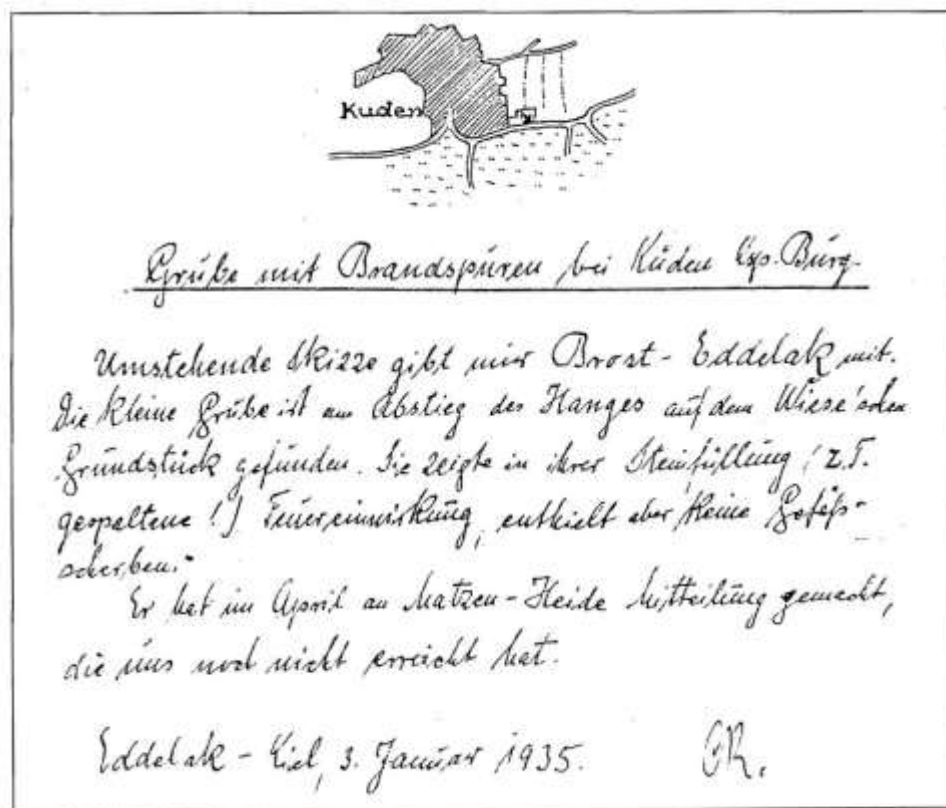 Kuden
Grube mit Brandspuren bei Kuden Ksp. Burg.
Umstehende Skizze gibt mir Brost-Eddelak mit.
Die kleine Grube ist am Abstieg des Hanges auf dem Wiese'schen
Grundstück gefunden. Sie zeigte in ihrer Steinfüllung (z.T.
gespaltene!) Feuereinwirkung, enthielt aber keine Gefäß-
scherben.-
Er hat im April an Matzen-Heide Mitteilung gemacht,
die uns noch nicht erreicht hat.
Eddelak - Kiel, 3. Januar 1935.